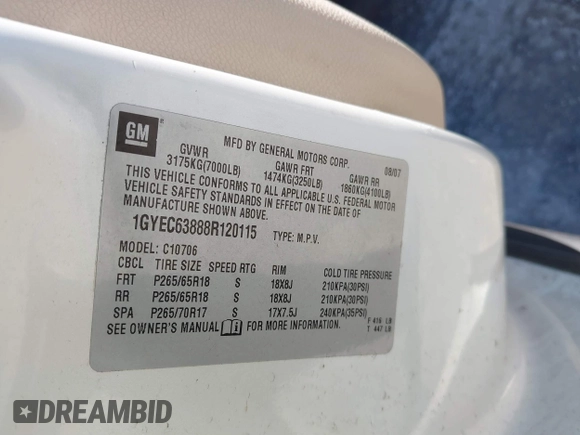 GM
MFD BY GENERAL MOTORS CORP. 08/07
GVWR GAWR FRT GAWR RR
3175KG(7000LB) 1474KG(3250LB) 1860KG(4100LB)
THIS VEHICLE CONFORMS TO ALL APPLICABLE U.S. FEDERAL MOTOR
VEHICLE SAFETY STANDARDS IN EFFECT ON THE DATE OF
MANUFACTURE SHOWN ABOVE.
1GYEC63888R120115 TYPE: M.P.V.
MODEL: C10706
CBCL TIRE SIZE SPEED RTG RIM COLD TIRE PRESSURE
FRT P265/65R18 S 18X8J 210KPA(30PSI)
RR P265/65R18 S 18X8J 210KPA(30PSI)
SPA P265/70R17 S 17X7.5J 240KPA(35PSI)
SEE OWNER'S MANUAL FOR MORE INFORMATION.
F 416 LB
T 447 LB
DREAMBID